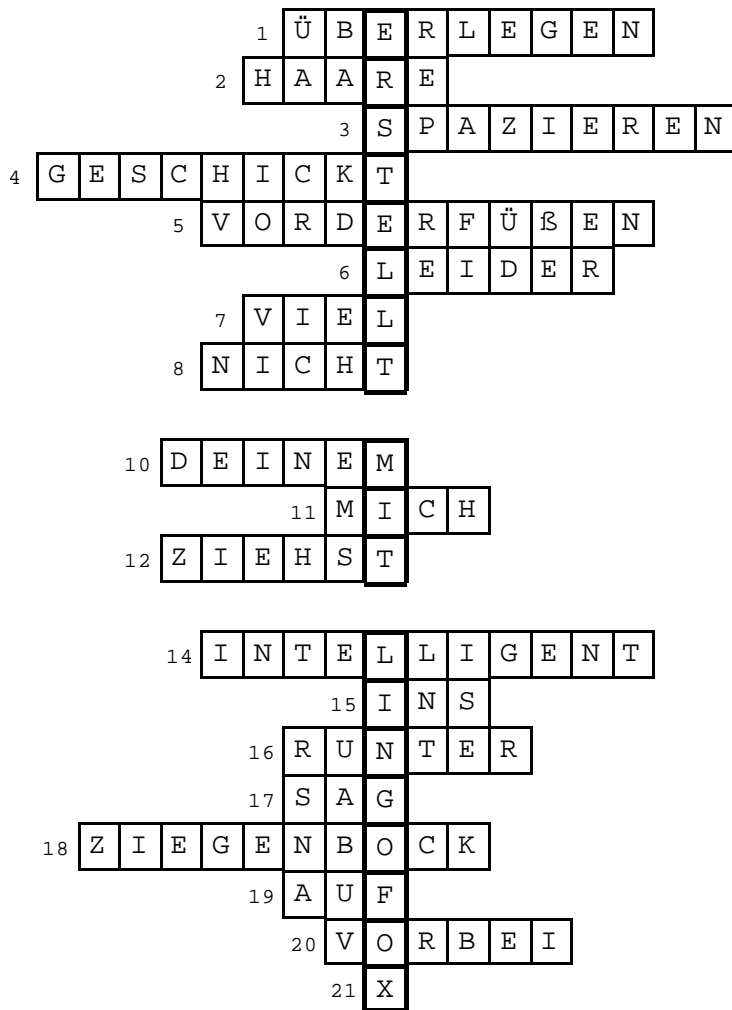 1 ÜBERLEGEN
2 HAARE
3 SPAZIEREN
4 GESCHICKT
5 VORDERFÜßEN
6 LEIDER
7 VIEL
8 NICHT
10 DEINEM
11 MICH
12 ZIEHST
14 INTELLIGENT
15 INS
16 RUNTER
17 SAG
18 ZIEGENBOCK
19 AUF
20 VORBEI
21 X